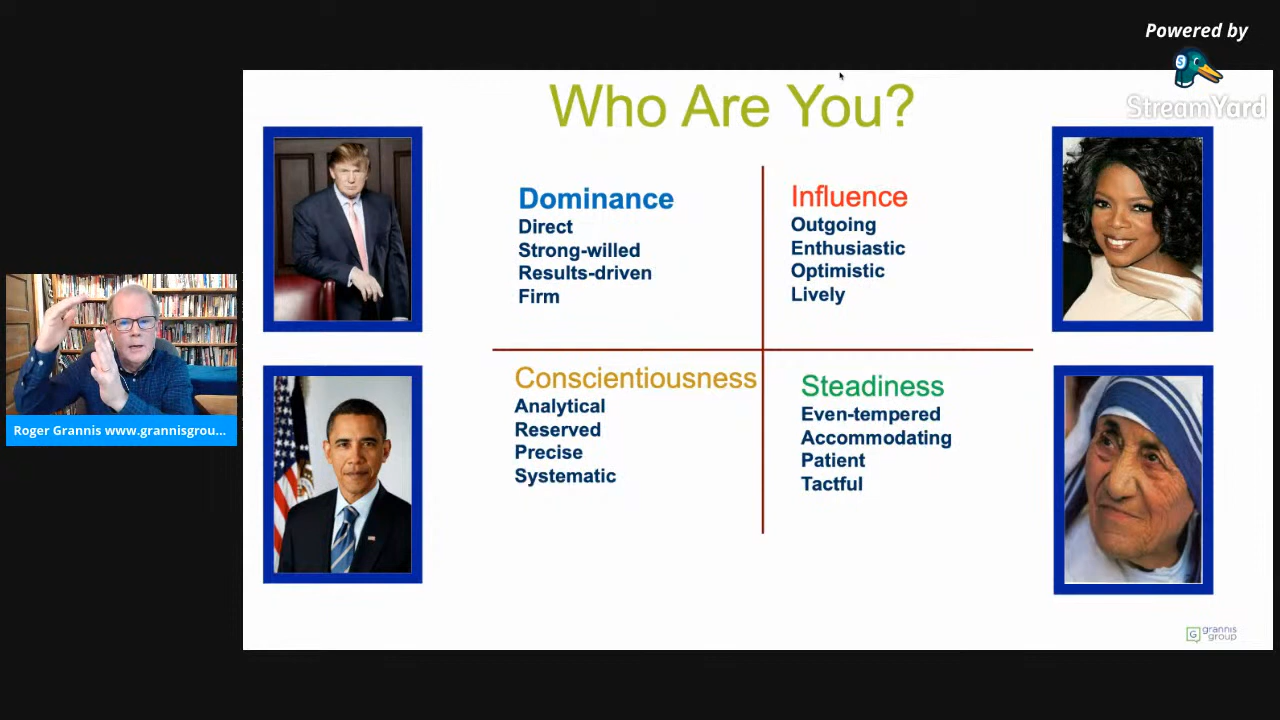 Powered by
StreamYard
Who Are You?
Dominance
Direct
Strong-willed
Results-driven
Firm
Influence
Outgoing
Enthusiastic
Optimistic
Lively
Conscientiousness
Analytical
Reserved
Precise
Systematic
Steadiness
Even-tempered
Accommodating
Patient
Tactful
Roger Grannis www.grannisgrou...
G grannis
group